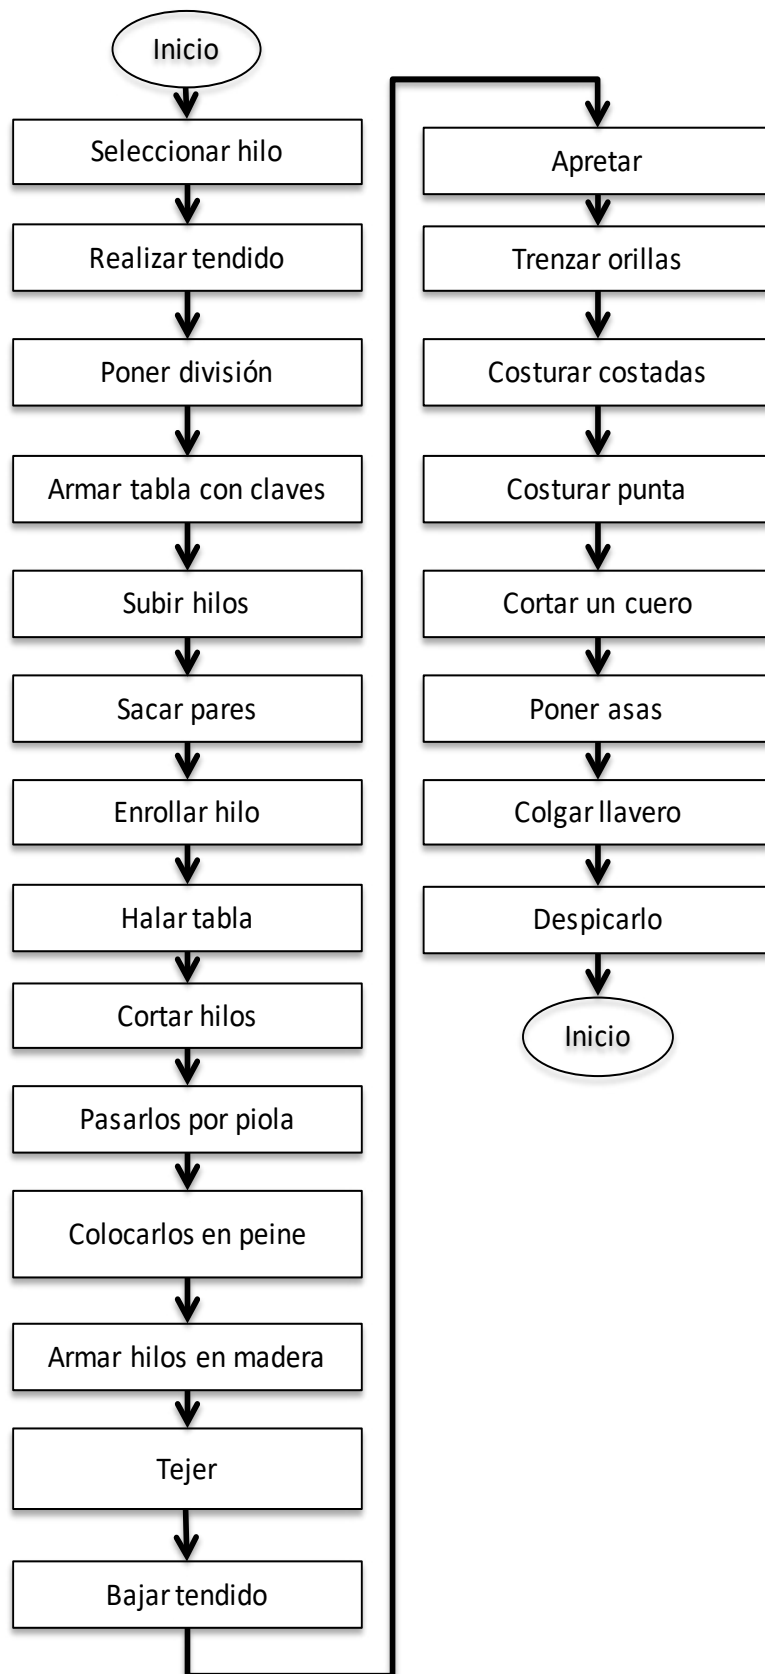 Inicio
Seleccionar hilo
Realizar tendido
Poner división
Armar tabla con claves
Subir hilos
Sacar pares
Enrollar hilo
Halar tabla
Cortar hilos
Pasarlos por piola
Colocarlos en peine
Armar hilos en madera
Tejer
Bajar tendido
Apretar
Trenzar orillas
Costurar costadas
Costurar punta
Cortar un cuero
Poner asas
Colgar llavero
Despicarlo
Inicio